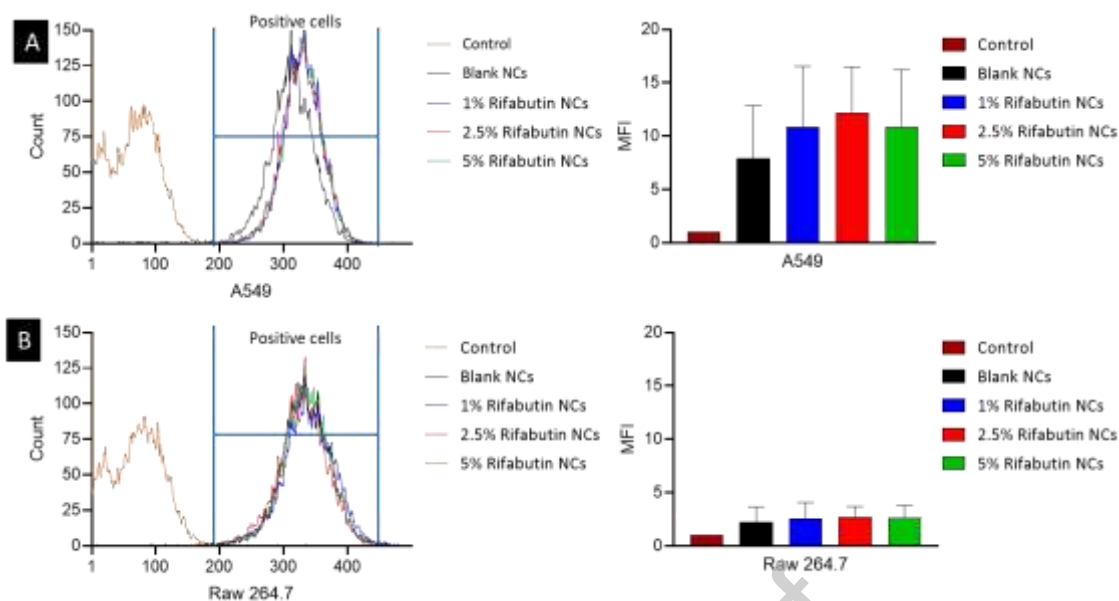 A
Positive cells
150
125
100
75
50
25
0
Count
1 100 200 300 400
A549
Control
Blank NCs
1% Rifabutin NCs
2.5% Rifabutin NCs
5% Rifabutin NCs
20
15
10
5
0
MFI
A549
Control
Blank NCs
1% Rifabutin NCs
2.5% Rifabutin NCs
5% Rifabutin NCs
B
Positive cells
150
125
100
75
50
25
0
Count
1 100 200 300 400
Raw 264.7
Control
Blank NCs
1% Rifabutin NCs
2.5% Rifabutin NCs
5% Rifabutin NCs
20
15
10
5
0
MFI
Raw 264.7
Control
Blank NCs
1% Rifabutin NCs
2.5% Rifabutin NCs
5% Rifabutin NCs